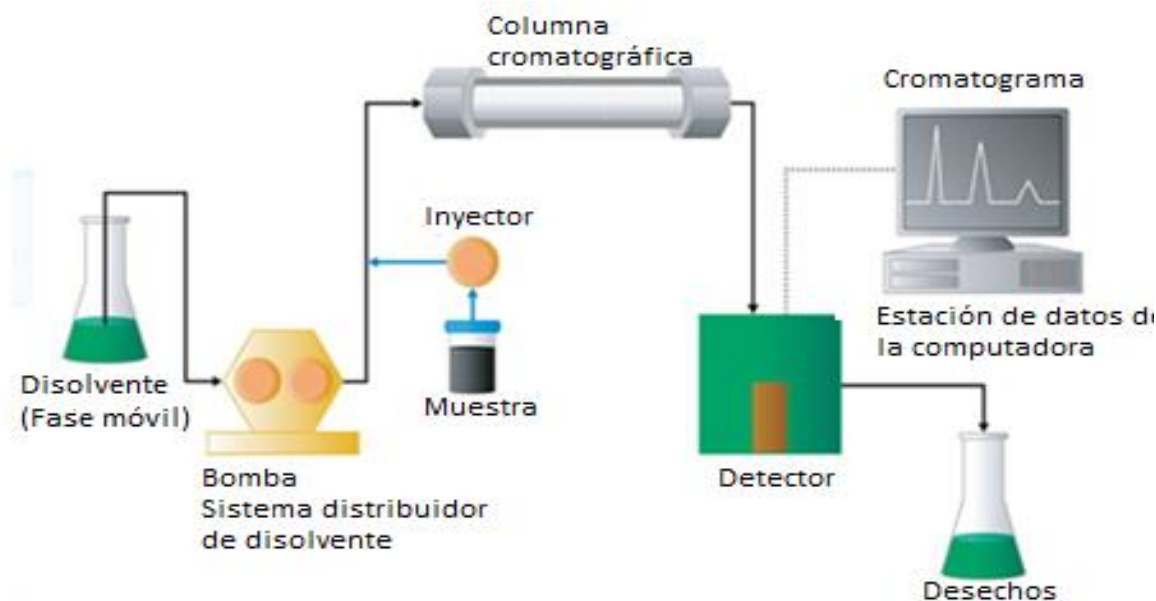 Columna
cromatográfica
Cromatograma
Inyector
Estación de datos de
la computadora
Disolvente
(Fase móvil)
Muestra
Bomba
Sistema distribuidor
de disolvente
Detector
Desechos